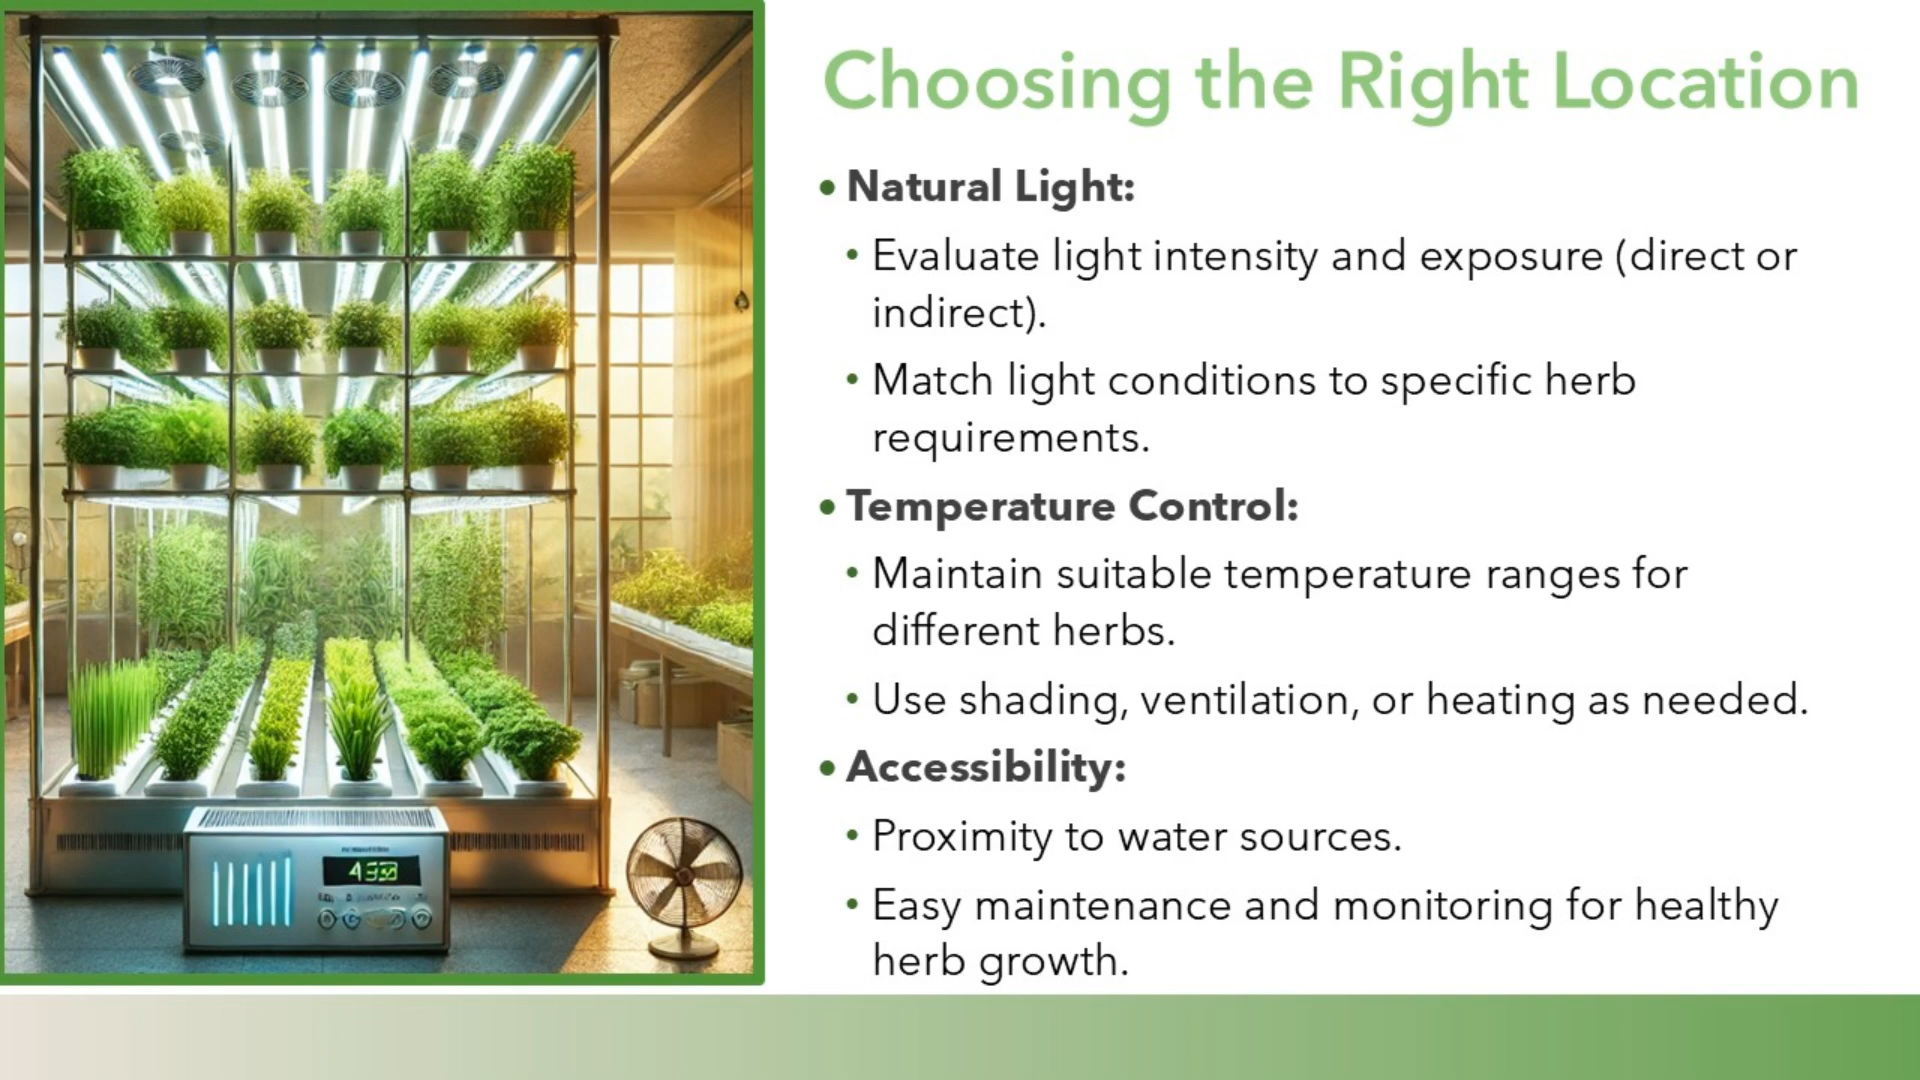 Choosing the Right Location
• Natural Light:
• Evaluate light intensity and exposure (direct or
indirect).
• Match light conditions to specific herb
requirements.
• Temperature Control:
• Maintain suitable temperature ranges for
different herbs.
• Use shading, ventilation, or heating as needed.
• Accessibility:
• Proximity to water sources.
• Easy maintenance and monitoring for healthy
herb growth.